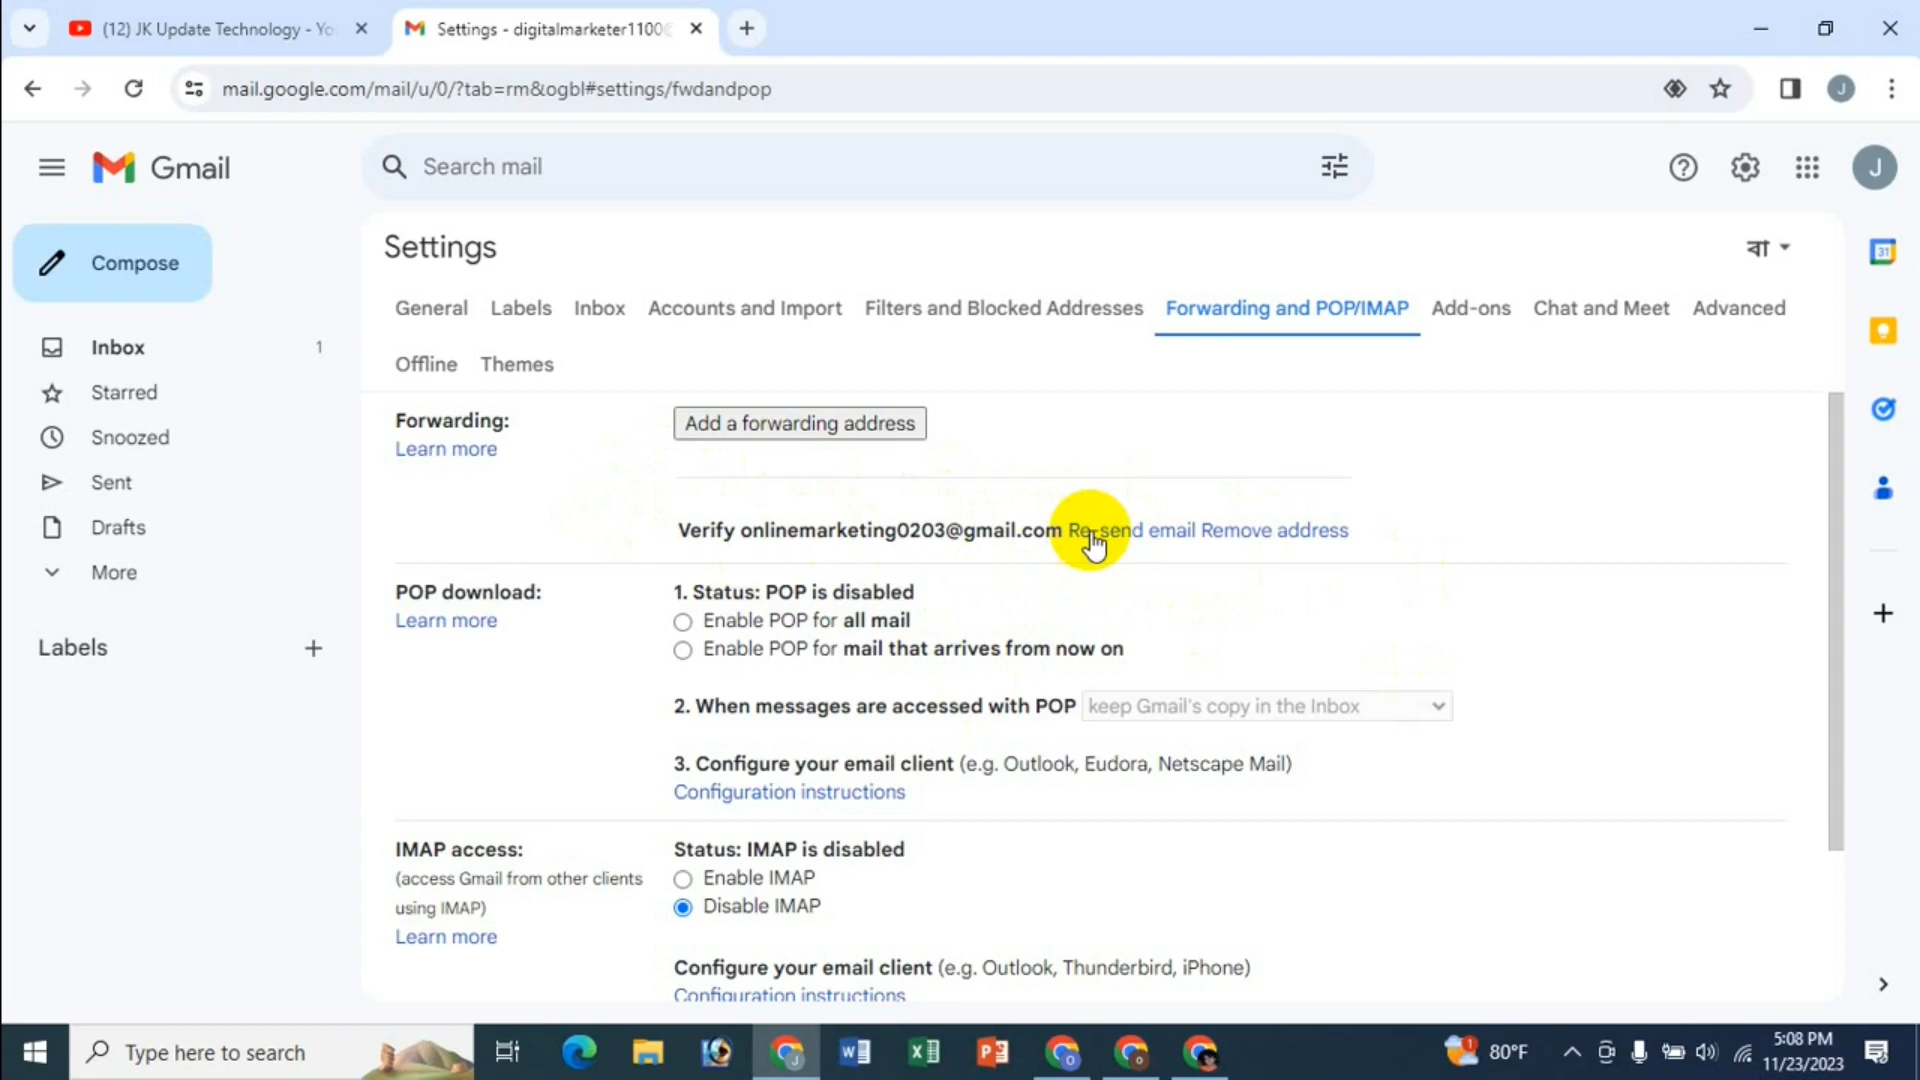 (12) JK Update Technology - Yo
Settings - digitalmarketer1100
mail.google.com/mail/u/0/?tab=rm&ogbl#settings/fwdandpop
J
Gmail
Search mail
J
Compose
Settings
বা
31
General Labels Inbox Accounts and Import Filters and Blocked Addresses Forwarding and POP/IMAP Add-ons Chat and Meet Advanced
Offline Themes
Inbox 1
Starred
Snoozed
Sent
Drafts
More
Labels
Forwarding:
Learn more
Add a forwarding address
Verify onlinemarketing0203@gmail.com Re-send email Remove address
POP download:
Learn more
1. Status: POP is disabled
Enable POP for all mail
Enable POP for mail that arrives from now on
2. When messages are accessed with POP keep Gmail's copy in the Inbox
3. Configure your email client (e.g. Outlook, Eudora, Netscape Mail)
Configuration instructions
IMAP access:
(access Gmail from other clients
using IMAP)
Learn more
Status: IMAP is disabled
Enable IMAP
Disable IMAP
Configure your email client (e.g. Outlook, Thunderbird, iPhone)
Configuration instructions
Type here to search
80°F
5:08 PM
11/23/2023